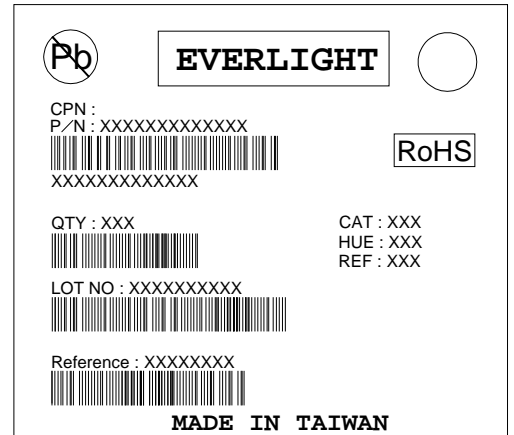 Pb
EVERLIGHT
CPN :
P/N : XXXXXXXXXXXXX
RoHS
XXXXXXXXXXXXX
QTY : XXX
CAT : XXX
HUE : XXX
REF : XXX
LOT NO : XXXXXXXXXX
Reference : XXXXXXXX
MADE IN TAIWAN